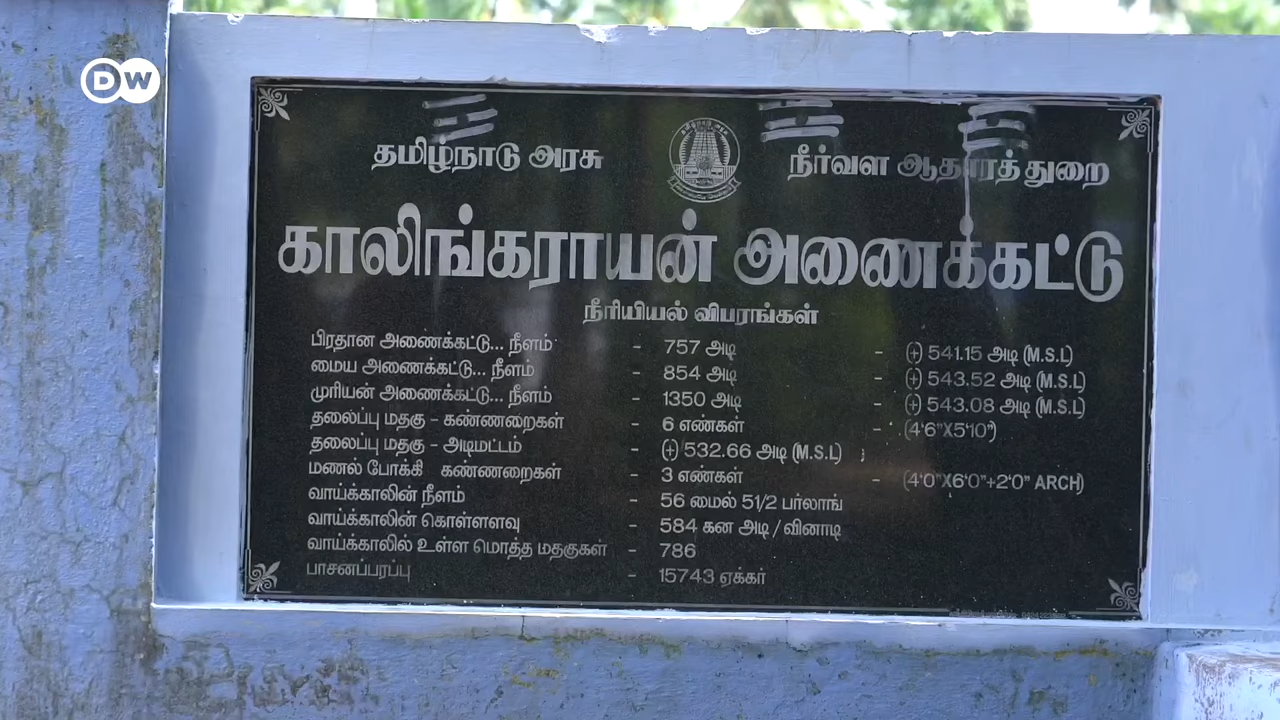 DW
தமிழ்நாடு அரசு நீர்வள ஆதாரத்துறை
காலிங்கராயன் அணைக்கட்டு
நீரியியல் விபரங்கள்
பிரதான அணைக்கட்டு... நீளம் - 757 அடி - (+) 541.15 அடி (M.S.L)
மைய அணைக்கட்டு... நீளம் - 854 அடி - (+) 543.52 அடி (M.S.L)
முரியன் அணைக்கட்டு... நீளம் - 1350 அடி - (+) 543.08 அடி (M.S.L)
தலைப்பு மதகு - கண்ணறைகள் - 6 எண்கள் - (4'6"X5'10")
தலைப்பு மதகு - அடிமட்டம் - (+) 532.66 அடி (M.S.L) ;
மணல் போக்கி கண்ணறைகள் - 3 எண்கள் - (4'0"X6'0"+2'0" ARCH)
வாய்க்காலின் நீளம் - 56 மைல் 51/2 பர்லாங்
வாய்க்காலின் கொள்ளளவு - 584 கன அடி / வினாடி
வாய்க்காலில் உள்ள மொத்த மதகுகள் - 786
பாசனப்பரப்பு - 15743 ஏக்கர்